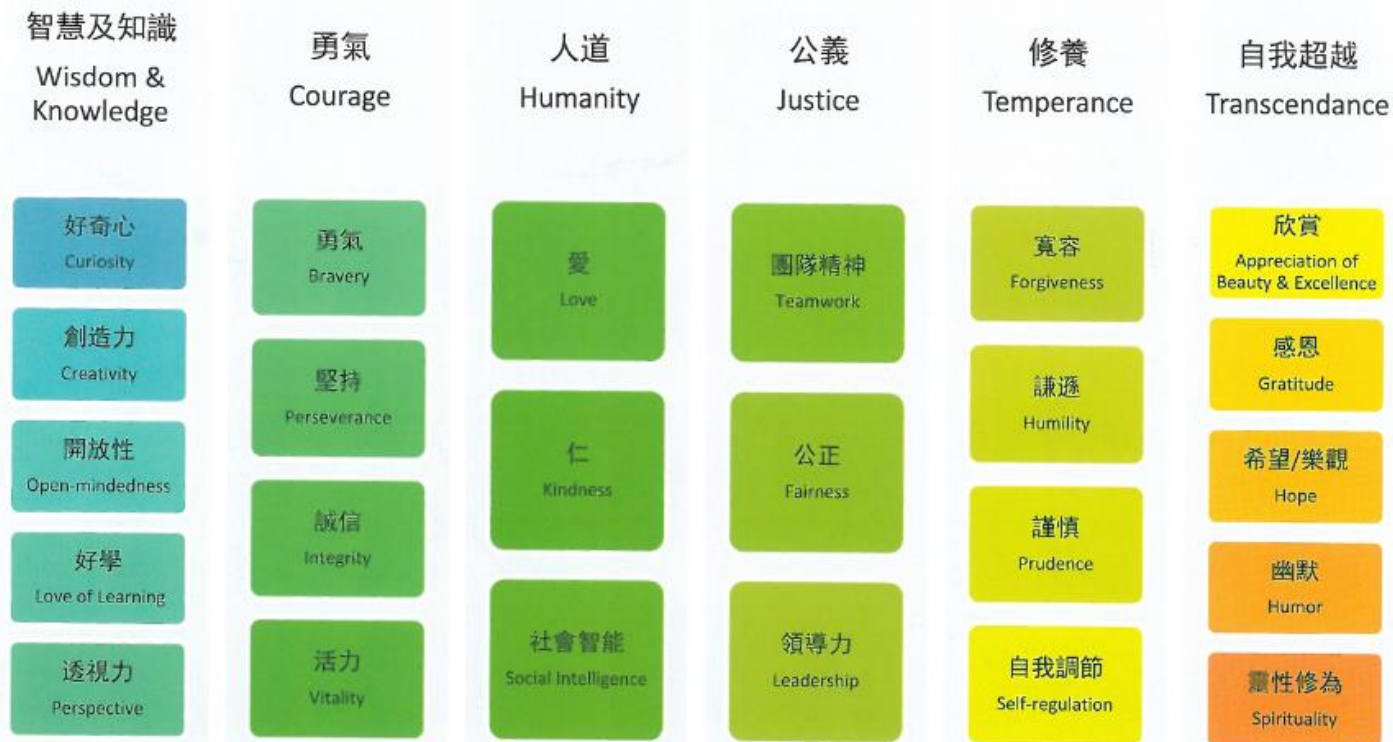 智慧及知識
Wisdom &
Knowledge
好奇心
Curiosity
創造力
Creativity
開放性
Open-mindedness
好學
Love of Learning
透視力
Perspective
勇氣
Courage
勇氣
Bravery
堅持
Perseverance
誠信
Integrity
活力
Vitality
人道
Humanity
愛
Love
仁
Kindness
社會智能
Social Intelligence
公義
Justice
團隊精神
Teamwork
公正
Fairness
領導力
Leadership
修養
Temperance
寬容
Forgiveness
謙遜
Humility
謹慎
Prudence
自我調節
Self-regulation
自我超越
Transcendance
欣賞
Appreciation of
Beauty & Excellence
感恩
Gratitude
希望/樂觀
Hope
幽默
Humor
靈性修為
Spirituality